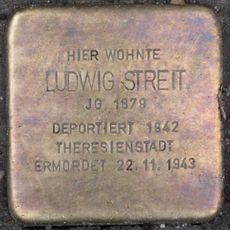 HIER WOHNTE
LUDWIG STREIT
JG. 1879
DEPORTIERT 1942
THERESIENSTADT
ERMORDET 22.11.1943